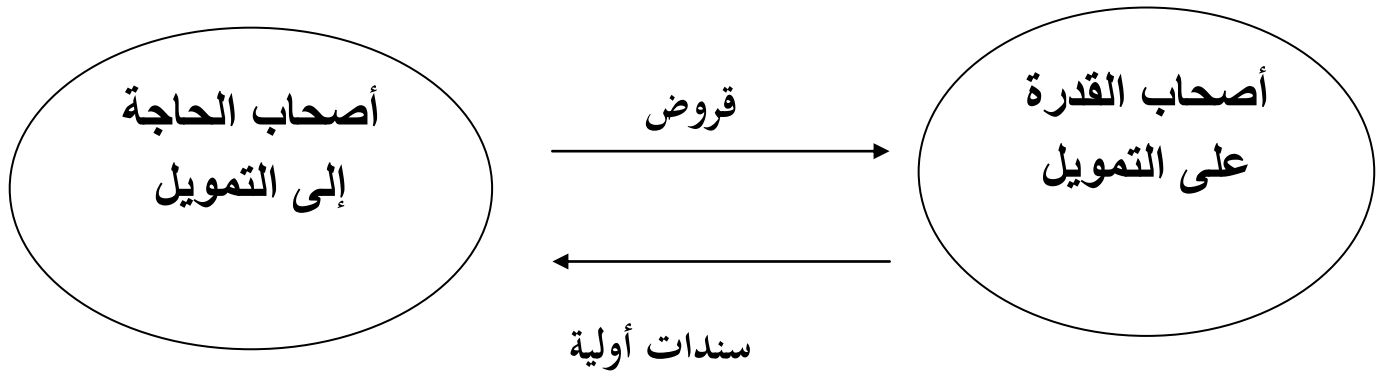 أصحاب القدرة
على التمويل
قروض
أصحاب الحاجة
إلى التمويل
سندات أولية